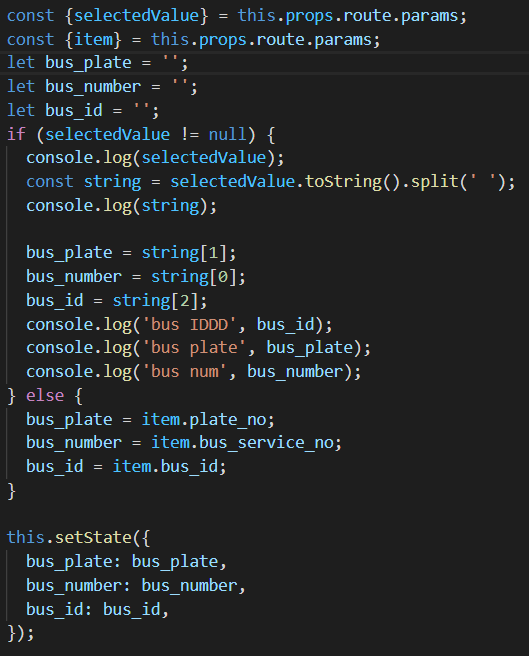 const {selectedValue} = this.props.route.params;
const {item} = this.props.route.params;
let bus_plate = '';
let bus_number = '';
let bus_id = '';
if (selectedValue != null) {
console.log(selectedValue);
const string = selectedValue.toString().split(' ');
console.log(string);
bus_plate = string[1];
bus_number = string[0];
bus_id = string[2];
console.log('bus IDDD', bus_id);
console.log('bus plate', bus_plate);
console.log('bus num', bus_number);
} else {
bus_plate = item.plate_no;
bus_number = item.bus_service_no;
bus_id = item.bus_id;
}
this.setState({
bus_plate: bus_plate,
bus_number: bus_number,
bus_id: bus_id,
});